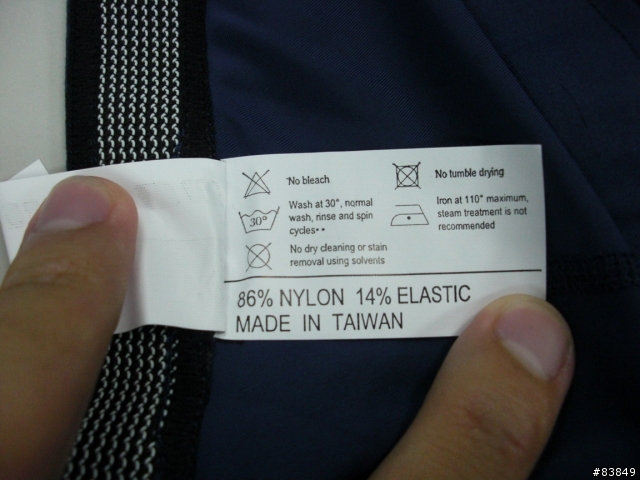 No bleach
No tumble drying
30°
Wash at 30°, normal
wash, rinse and spin
cycles**
Iron at 110° maximum,
steam treatment is not
recommended
No dry cleaning or stain
removal using solvents
86% NYLON 14% ELASTIC
MADE IN TAIWAN
#83849